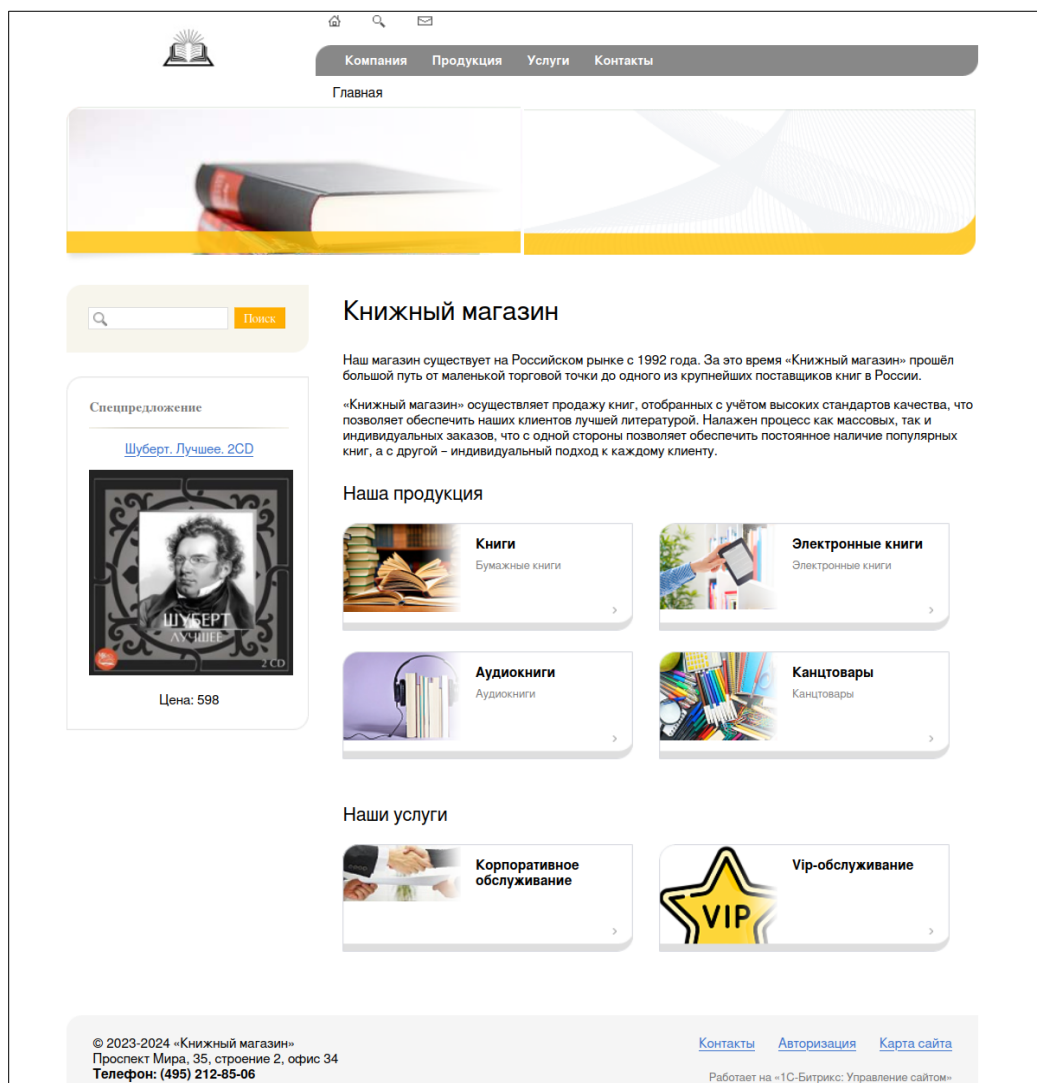 Компания Продукция Услуги Контакты
Главная
Поиск
Книжный магазин
Наш магазин существует на Российском рынке с 1992 года. За это время «Книжный магазин» прошёл
большой путь от маленькой торговой точки до одного из крупнейших поставщиков книг в России.
«Книжный магазин» осуществляет продажу книг, отобранных с учётом высоких стандартов качества, что
позволяет обеспечить наших клиентов лучшей литературой. Налажен процесс как массовых, так и
индивидуальных заказов, что с одной стороны позволяет обеспечить постоянное наличие популярных
книг, а с другой – индивидуальный подход к каждому клиенту.
Спецпредложение
Шуберт. Лучшее. 2CD
ШУБЕРТ
ЛУЧШЕЕ
2 CD
Цена: 598
Наша продукция
Книги
Бумажные книги
Электронные книги
Электронные книги
Аудиокниги
Аудиокниги
Канцтовары
Канцтовары
Наши услуги
Корпоративное
обслуживание
Vip-обслуживание
VIP
© 2023-2024 «Книжный магазин»
Проспект Мира, 35, строение 2, офис 34
Телефон: (495) 212-85-06
Контакты Авторизация Карта сайта
Работает на «1С-Битрикс: Управление сайтом»